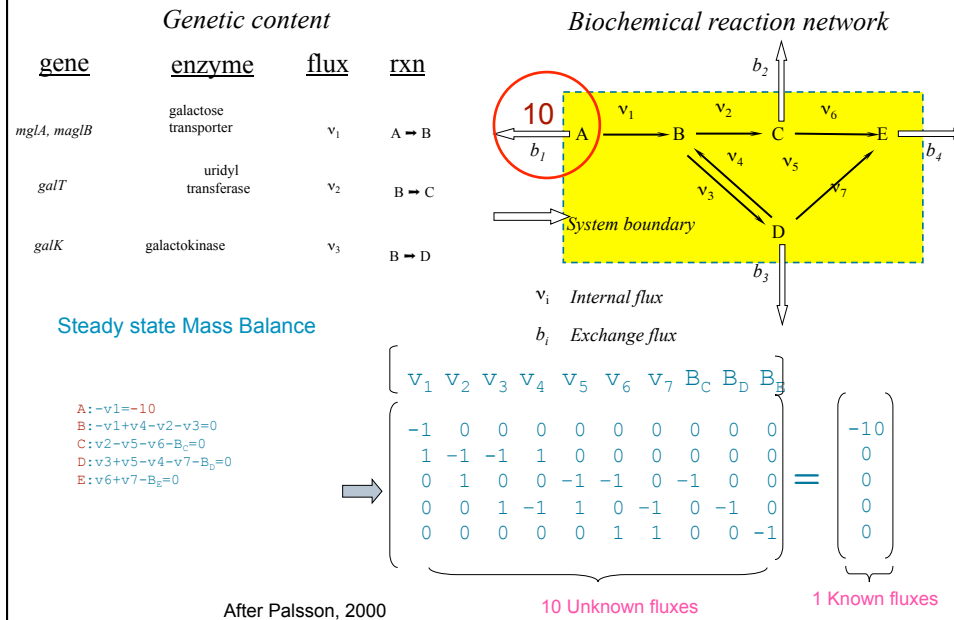 Genetic content
gene enzyme flux rxn
mglA, maglB galactose transporter ν1 A ➡ B
galT uridyl transferase ν2 B ➡ C
galK galactokinase ν3 B ➡ D
Biochemical reaction network
b2
10 ν1 ν2 ν6
A B C E
b1 ν4 ν5 b4
ν3 ν7
System boundary D
b3
νi Internal flux
bi Exchange flux
Steady state Mass Balance
A:-v1=-10
B:-v1+v4-v2-v3=0
C:v2-v5-v6-BC=0
D:v3+v5-v4-v7-BD=0
E:v6+v7-BE=0
v1 v2 v3 v4 v5 v6 v7 BC BD BE
-1 0 0 0 0 0 0 0 0 0 -10
1 -1 -1 1 0 0 0 0 0 0 0
0 1 0 0 -1 -1 0 -1 0 0 = 0
0 0 1 -1 1 0 -1 0 -1 0 0
0 0 0 0 0 1 1 0 0 -1 0
10 Unknown fluxes
1 Known fluxes
After Palsson, 2000